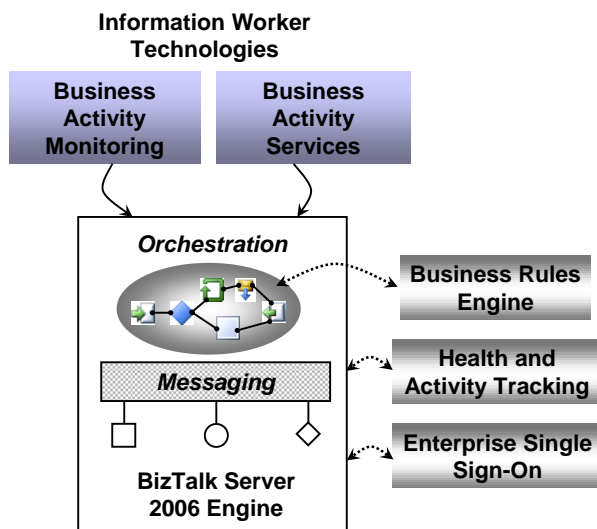 Information Worker
Technologies
Business
Activity
Monitoring
Business
Activity
Services
Orchestration
Business Rules
Engine
Messaging
Health and
Activity Tracking
Enterprise Single
Sign-On
BizTalk Server
2006 Engine